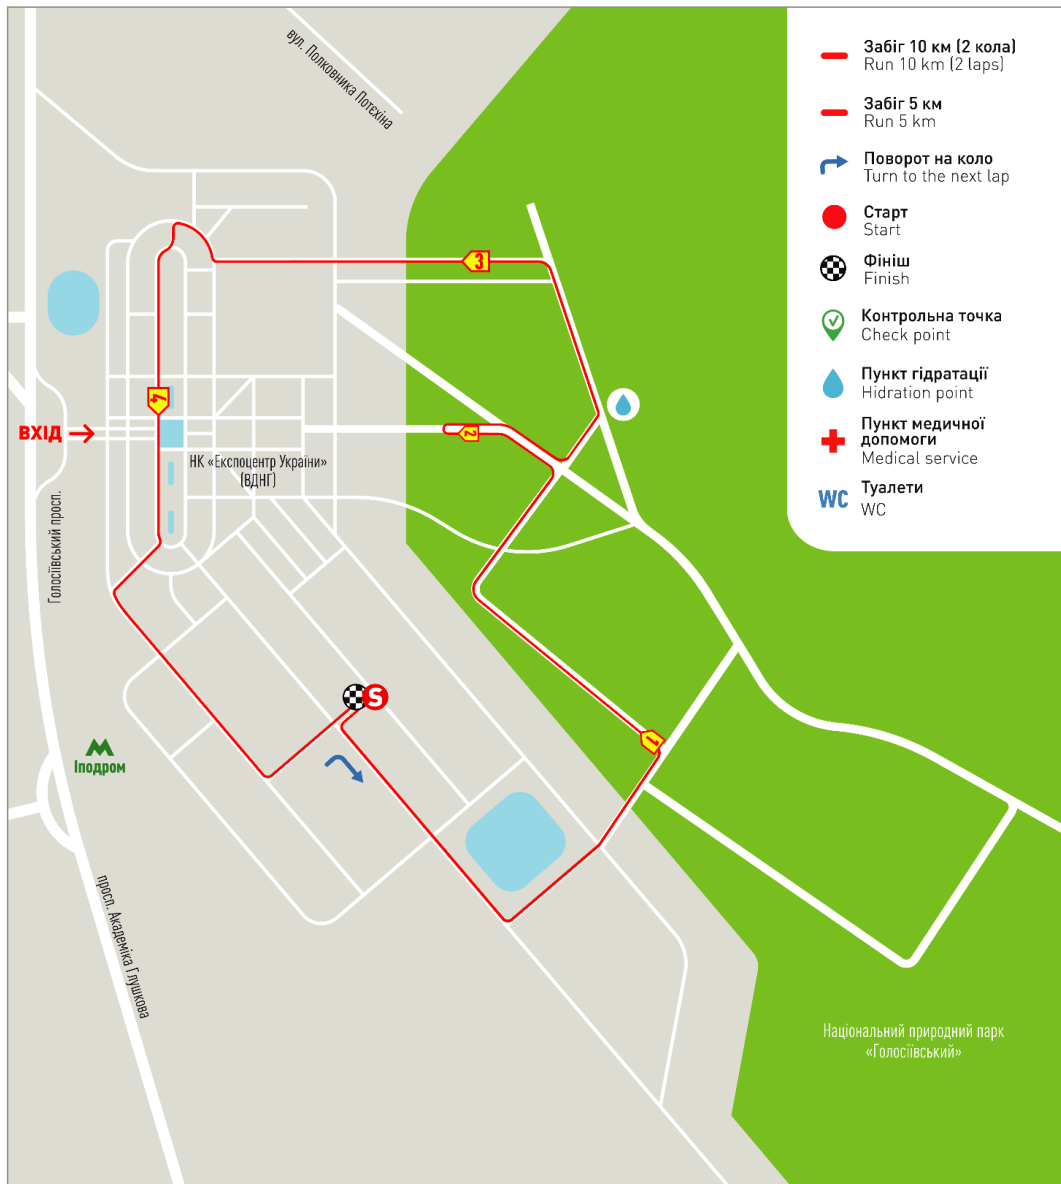 вул. Полковника Потєхіна
Забіг 10 км (2 кола)
Run 10 km (2 laps)
Забіг 5 км
Run 5 km
Поворот на коло
Turn to the next lap
Старт
Start
Фініш
Finish
Контрольна точка
Check point
Пункт гідратації
Hidration point
Пункт медичної
допомоги
Medical service
WC
Туалети
WC
3
4
2
ВХІД
НК «Експоцентр України»
(ВДНГ)
Голосіївський просп.
S
1
Іподром
просп. Академіка Глушкова
Національний природний парк
«Голосіївський»